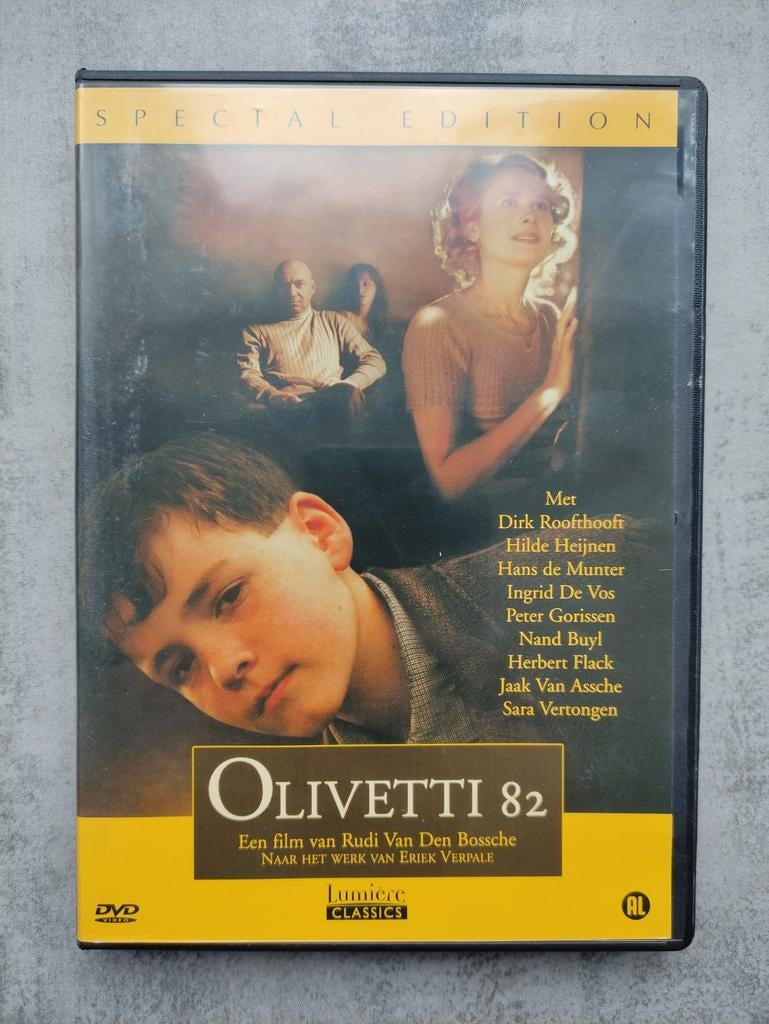 SPECIAL EDITION
Met
Dirk Roofthooft
Hilde Heijnen
Hans de Munter
Ingrid De Vos
Peter Gorissen
Nand Buyl
Herbert Flack
Jaak Van Assche
Sara Vertongen
OLIVETTI 82
Een film van Rudi Van Den Bossche
NAAR HET WERK VAN ERIEK VERPALE
Lumière
CLASSICS
DVD
VIDEO
AL